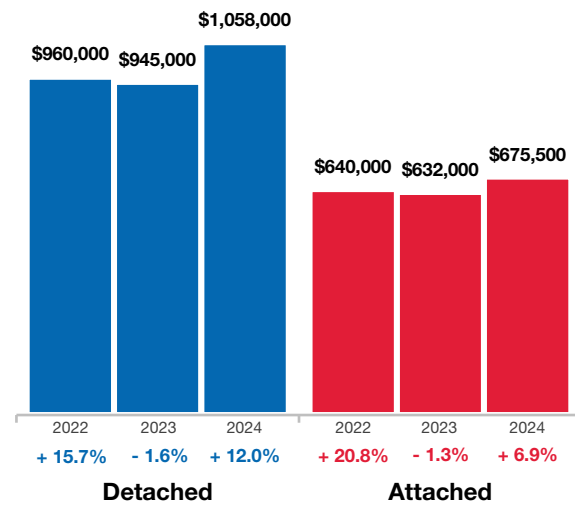 $960,000 $945,000 $1,058,000
$640,000 $632,000 $675,500
2022 2023 2024 2022 2023 2024
+ 15.7% - 1.6% + 12.0% + 20.8% - 1.3% + 6.9%
Detached Attached